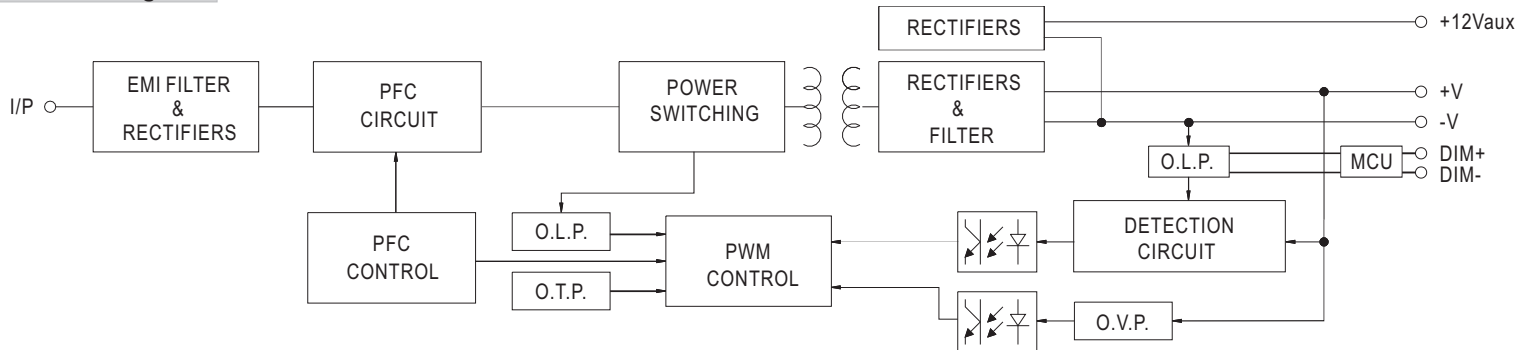 RECTIFIERS
+12Vaux
I/P
EMI FILTER
&
RECTIFIERS
PFC
CIRCUIT
POWER
SWITCHING
RECTIFIERS
&
FILTER
+V
-V
O.L.P.
MCU
DIM+
DIM-
PFC
CONTROL
O.L.P.
O.T.P.
PWM
CONTROL
DETECTION
CIRCUIT
O.V.P.